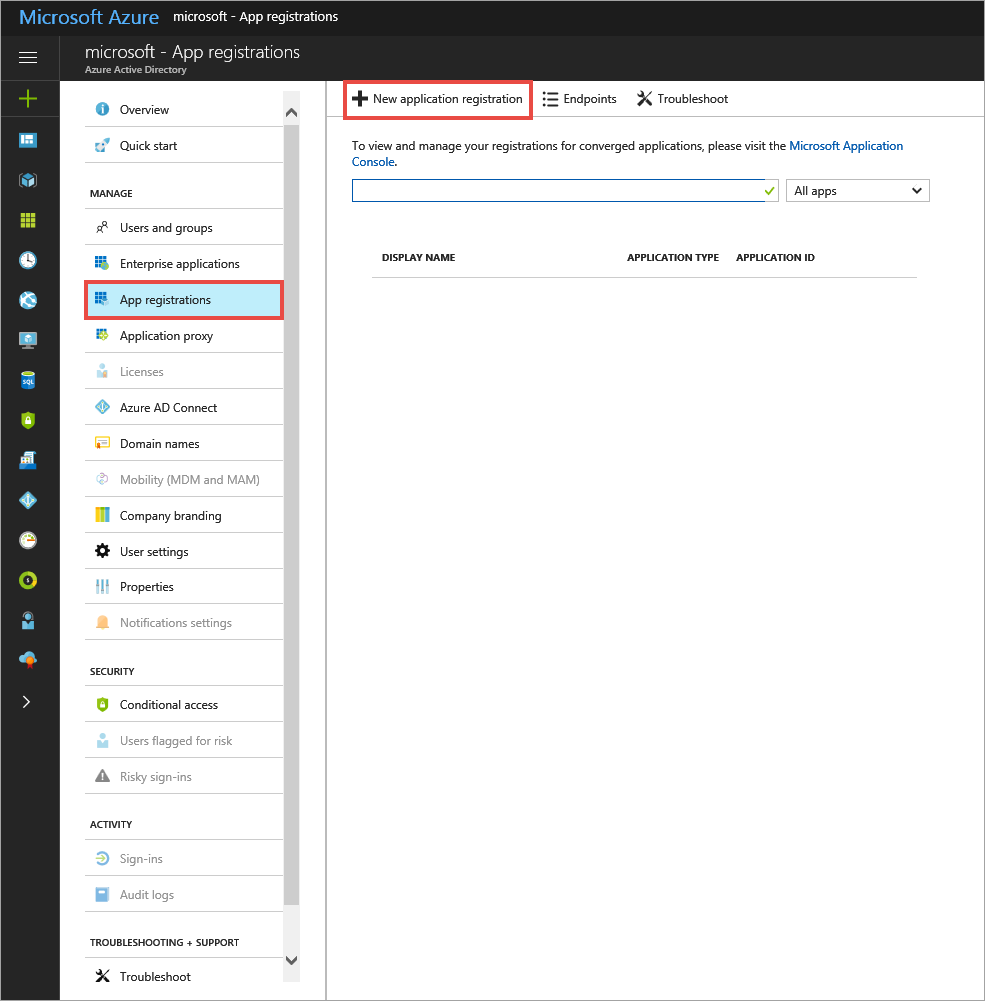 Microsoft Azure microsoft - App registrations
microsoft - App registrations
Azure Active Directory
Overview
Quick start
MANAGE
Users and groups
Enterprise applications
App registrations
Application proxy
Licenses
Azure AD Connect
Domain names
Mobility (MDM and MAM)
Company branding
User settings
Properties
Notifications settings
SECURITY
Conditional access
Users flagged for risk
Risky sign-ins
ACTIVITY
Sign-ins
Audit logs
TROUBLESHOOTING + SUPPORT
Troubleshoot
New application registration Endpoints Troubleshoot
To view and manage your registrations for converged applications, please visit the Microsoft Application
Console.
All apps
DISPLAY NAME APPLICATION TYPE APPLICATION ID
SQL